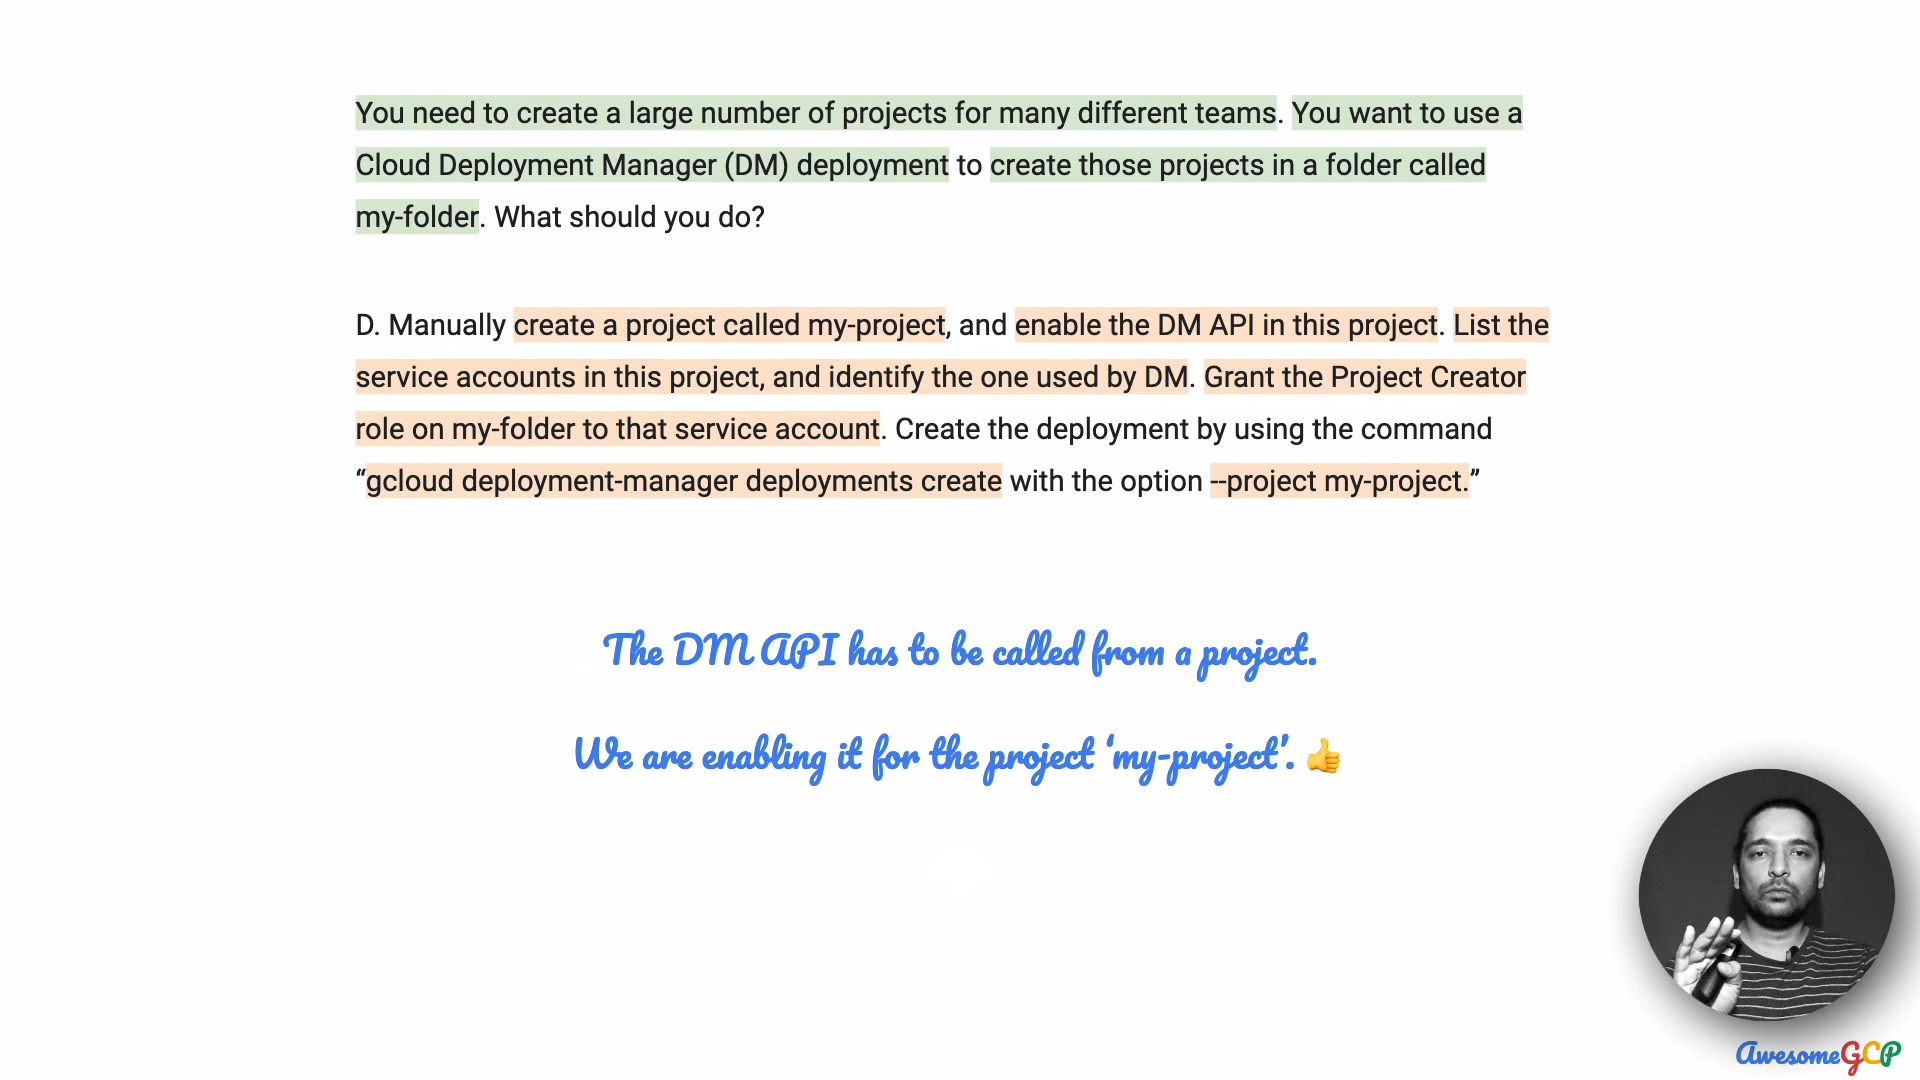 You need to create a large number of projects for many different teams. You want to use a
Cloud Deployment Manager (DM) deployment to create those projects in a folder called
my-folder. What should you do?
D. Manually create a project called my-project, and enable the DM API in this project. List the
service accounts in this project, and identify the one used by DM. Grant the Project Creator
role on my-folder to that service account. Create the deployment by using the command
“gcloud deployment-manager deployments create with the option --project my-project.”
The DM API has to be called from a project.
We are enabling it for the project ‘my-project’. 👍
AwesomeGCP